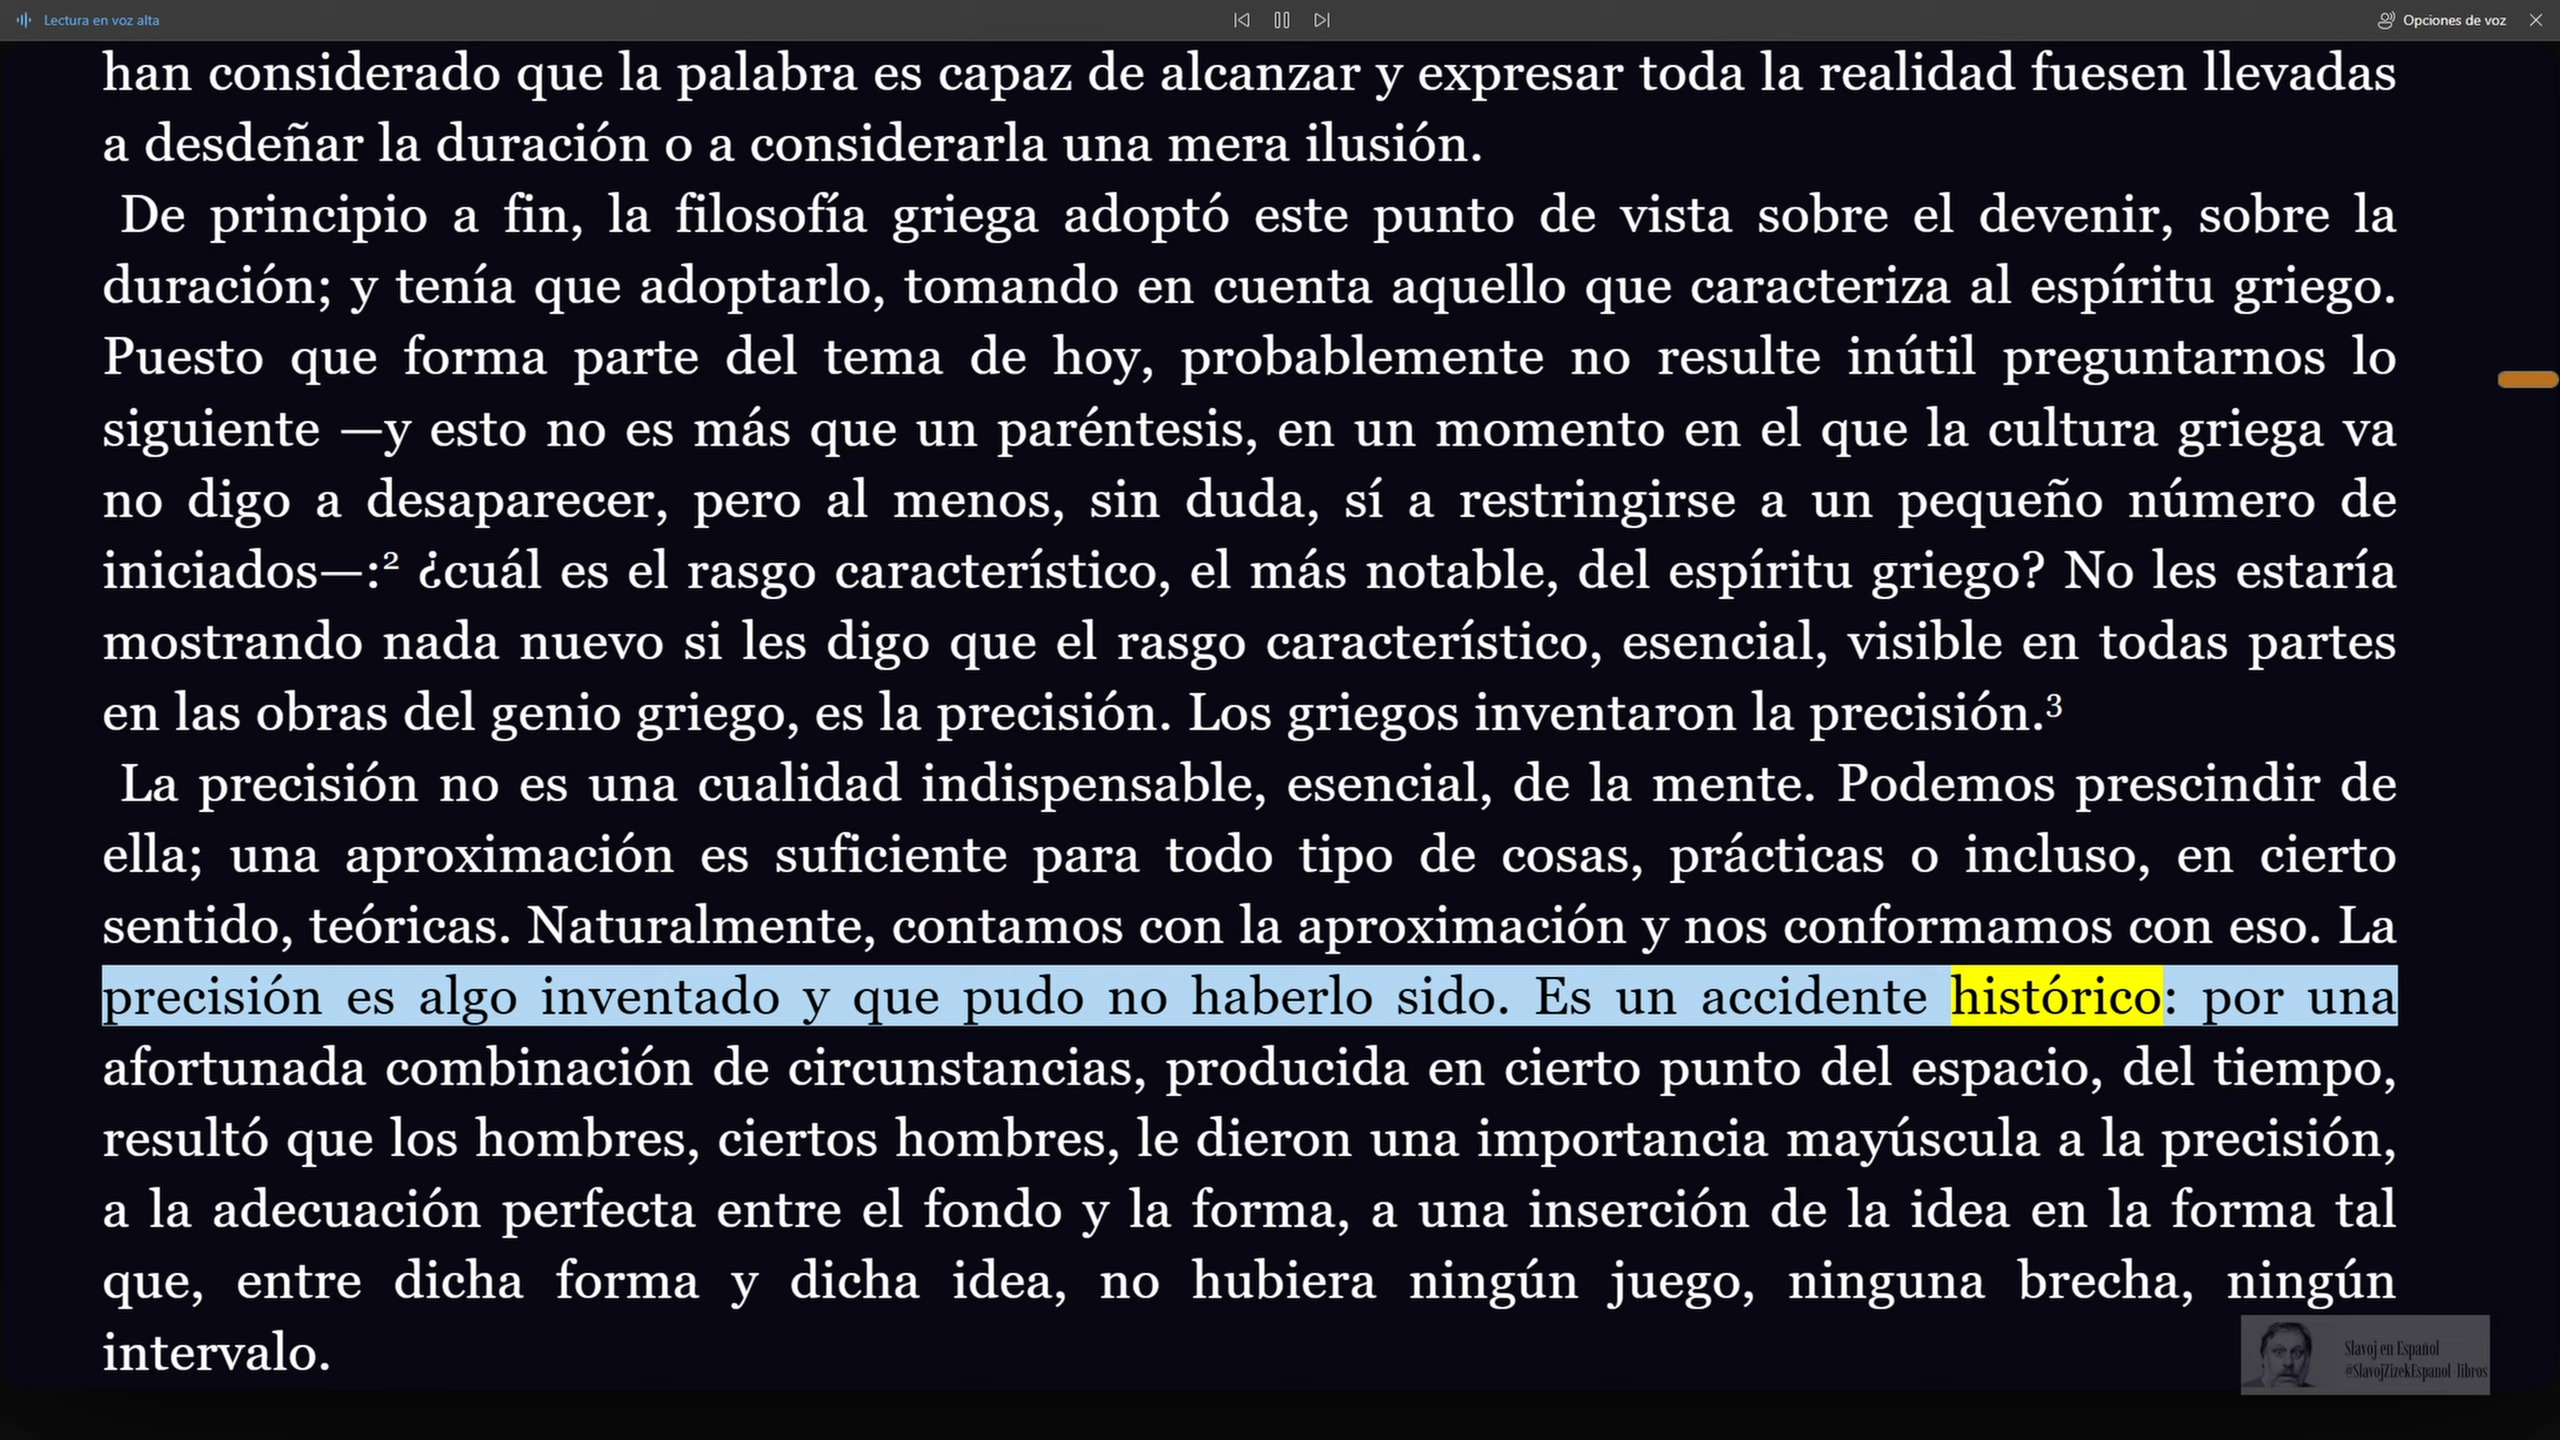 Lectura en voz alta
Opciones de voz
han considerado que la palabra es capaz de alcanzar y expresar toda la realidad fuesen llevadas
a desdeñar la duración o a considerarla una mera ilusión.
De principio a fin, la filosofía griega adoptó este punto de vista sobre el devenir, sobre la
duración; y tenía que adoptarlo, tomando en cuenta aquello que caracteriza al espíritu griego.
Puesto que forma parte del tema de hoy, probablemente no resulte inútil preguntarnos lo
siguiente —y esto no es más que un paréntesis, en un momento en el que la cultura griega va
no digo a desaparecer, pero al menos, sin duda, sí a restringirse a un pequeño número de
iniciados—:² ¿cuál es el rasgo característico, el más notable, del espíritu griego? No les estaría
mostrando nada nuevo si les digo que el rasgo característico, esencial, visible en todas partes
en las obras del genio griego, es la precisión. Los griegos inventaron la precisión.³
La precisión no es una cualidad indispensable, esencial, de la mente. Podemos prescindir de
ella; una aproximación es suficiente para todo tipo de cosas, prácticas o incluso, en cierto
sentido, teóricas. Naturalmente, contamos con la aproximación y nos conformamos con eso. La
precisión es algo inventado y que pudo no haberlo sido. Es un accidente histórico: por una
afortunada combinación de circunstancias, producida en cierto punto del espacio, del tiempo,
resultó que los hombres, ciertos hombres, le dieron una importancia mayúscula a la precisión,
a la adecuación perfecta entre el fondo y la forma, a una inserción de la idea en la forma tal
que, entre dicha forma y dicha idea, no hubiera ningún juego, ninguna brecha, ningún
intervalo.
Slavoj en Español
@SlavojZizekEspanol-libros